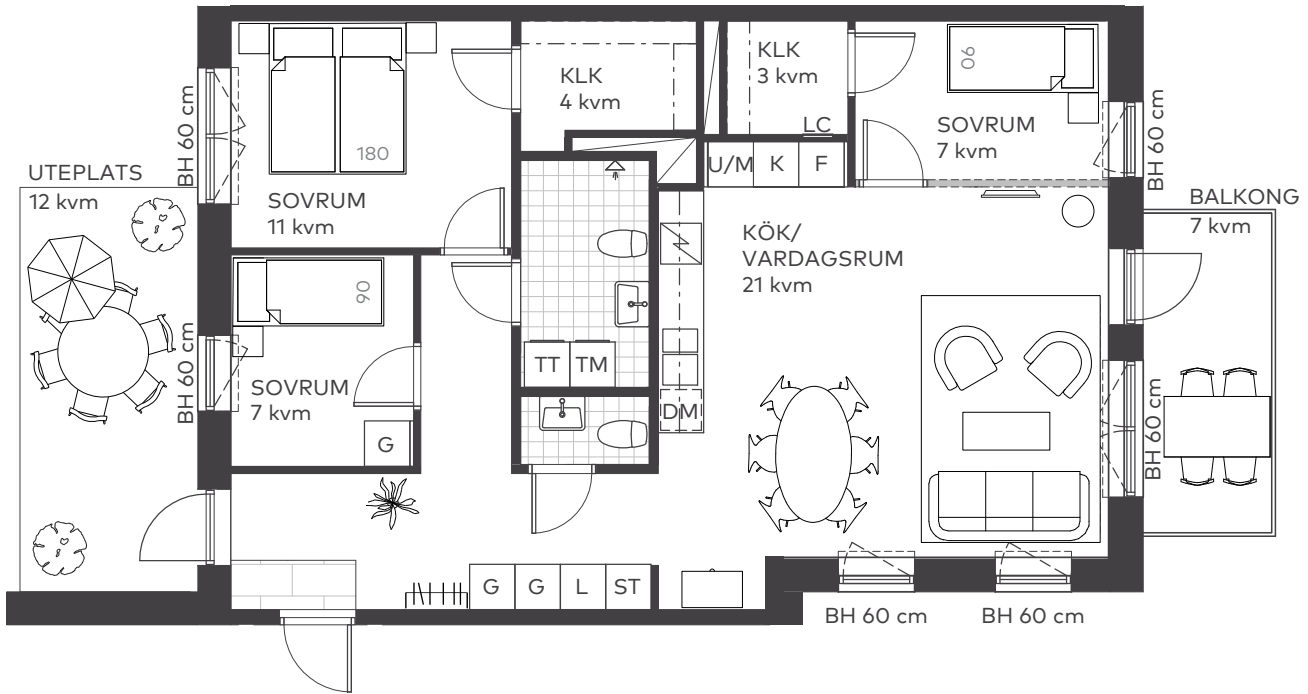 KLK
4 kvm
KLK
3 kvm
90
LC
SOVRUM
7 kvm
BH 60 cm
BH 60 cm
180
SOVRUM
11 kvm
UTEPLATS
12 kvm
U/M
K
F
BALKONG
7 kvm
KÖK/
VARDAGSRUM
21 kvm
90
SOVRUM
7 kvm
BH 60 cm
G
TT
TM
DM
BH 60 cm
G
G
L
ST
BH 60 cm
BH 60 cm